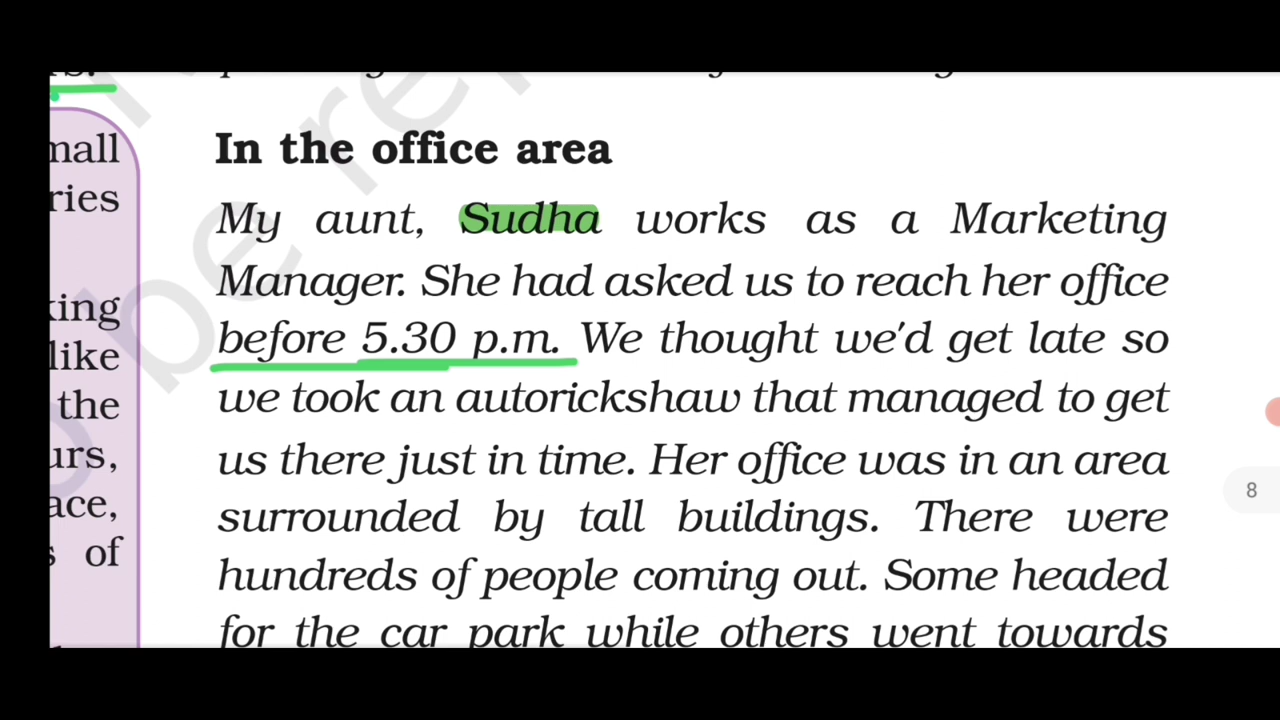 mall
ries
king
like
the
urs,
ace,
s of
In the office area
My aunt, Sudha works as a Marketing
Manager. She had asked us to reach her office
before 5.30 p.m. We thought we'd get late so
we took an autorickshaw that managed to get
us there just in time. Her office was in an area
surrounded by tall buildings. There were
hundreds of people coming out. Some headed
for the car park while others went towards
8